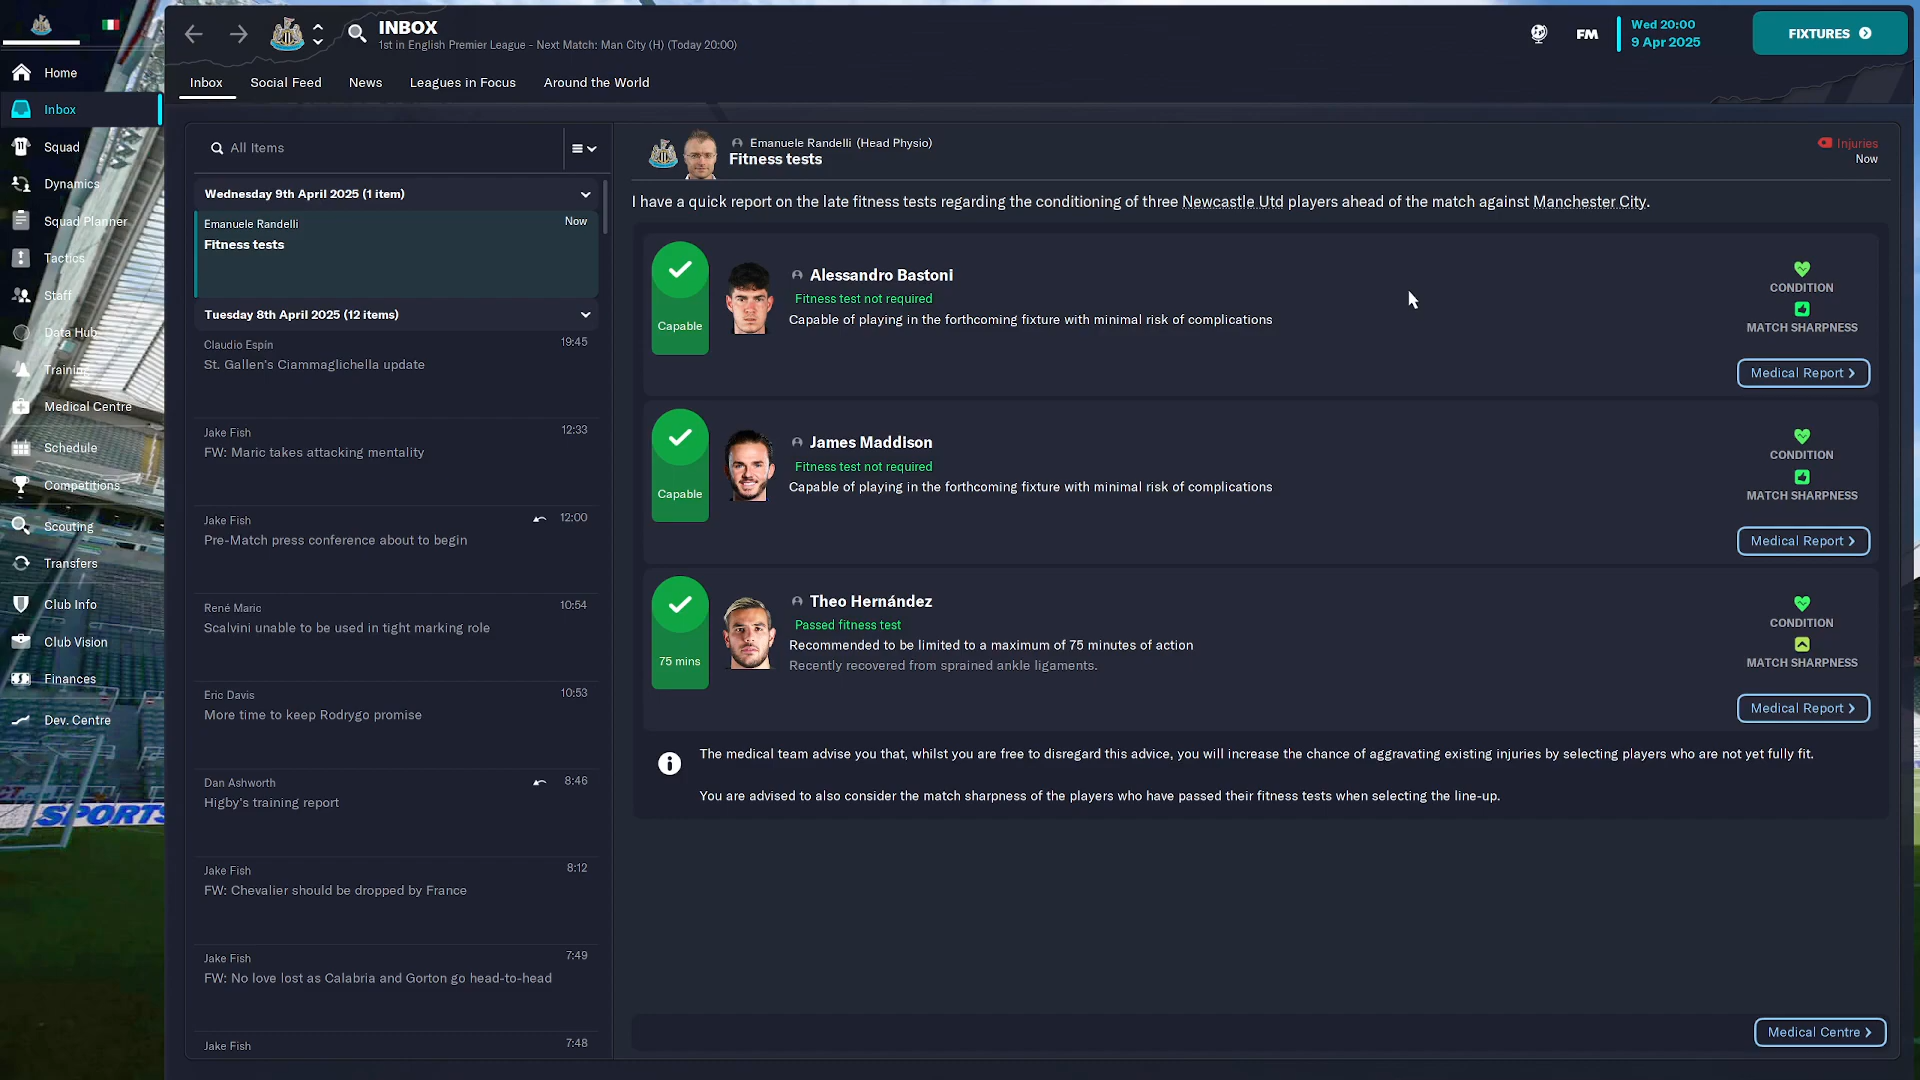 INBOX
1st in English Premier League - Next Match: Man City (H) (Today 20:00)
FM
Wed 20:00
9 Apr 2025
FIXTURES
Inbox
Social Feed
News
Leagues in Focus
Around the World
Home
Inbox
Squad
Dynamics
Squad Planner
Tactics
Staff
Data Hub
Training
Medical Centre
Schedule
Competitions
Scouting
Transfers
Club Info
Club Vision
Finances
Dev. Centre
SPORTS
All Items
Wednesday 9th April 2025 (1 item)
Emanuele Randelli Now
Fitness tests
Tuesday 8th April 2025 (12 items)
Claudio Espín 19:45
St. Gallen's Ciammaglichella update
Jake Fish 12:33
FW: Maric takes attacking mentality
Jake Fish 12:00
Pre-Match press conference about to begin
René Maric 10:54
Scalvini unable to be used in tight marking role
Eric Davis 10:53
More time to keep Rodrygo promise
Dan Ashworth 8:46
Higby's training report
Jake Fish 8:12
FW: Chevalier should be dropped by France
Jake Fish 7:49
FW: No love lost as Calabria and Gorton go head-to-head
Jake Fish 7:48
Emanuele Randelli (Head Physio)
Fitness tests
Injuries
Now
I have a quick report on the late fitness tests regarding the conditioning of three Newcastle Utd players ahead of the match against Manchester City.
Capable
Alessandro Bastoni
Fitness test not required
Capable of playing in the forthcoming fixture with minimal risk of complications
CONDITION
MATCH SHARPNESS
Medical Report
Capable
James Maddison
Fitness test not required
Capable of playing in the forthcoming fixture with minimal risk of complications
CONDITION
MATCH SHARPNESS
Medical Report
75 mins
Theo Hernández
Passed fitness test
Recommended to be limited to a maximum of 75 minutes of action
Recently recovered from sprained ankle ligaments.
CONDITION
MATCH SHARPNESS
Medical Report
The medical team advise you that, whilst you are free to disregard this advice, you will increase the chance of aggravating existing injuries by selecting players who are not yet fully fit.
You are advised to also consider the match sharpness of the players who have passed their fitness tests when selecting the line-up.
Medical Centre